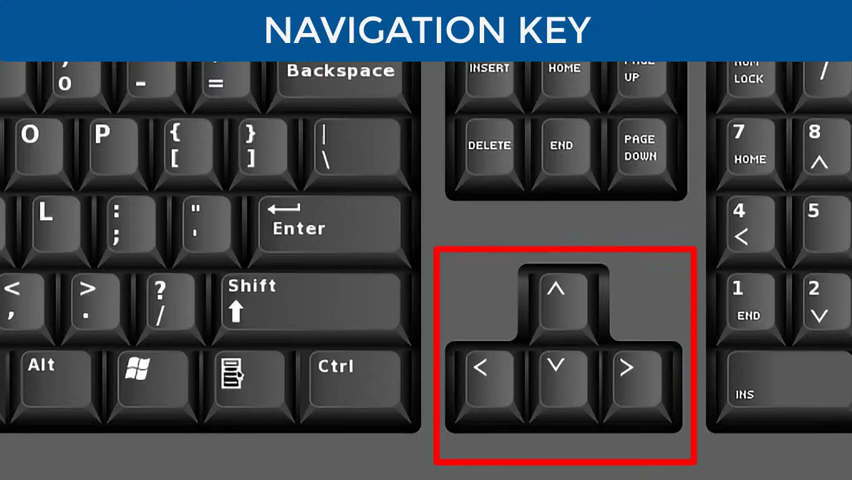 NAVIGATION KEY
0
-
=
Backspace
INSERT
HOME
PAGE
UP
NUM
LOCK
/
O
P
{
[
}
]
|
\
DELETE
END
PAGE
DOWN
7
HOME
8
L
:
;
"
'
Enter
4
<
5
<
,
>
.
?
/
Shift
^
1
END
2
Alt
Ctrl
<
>
INS